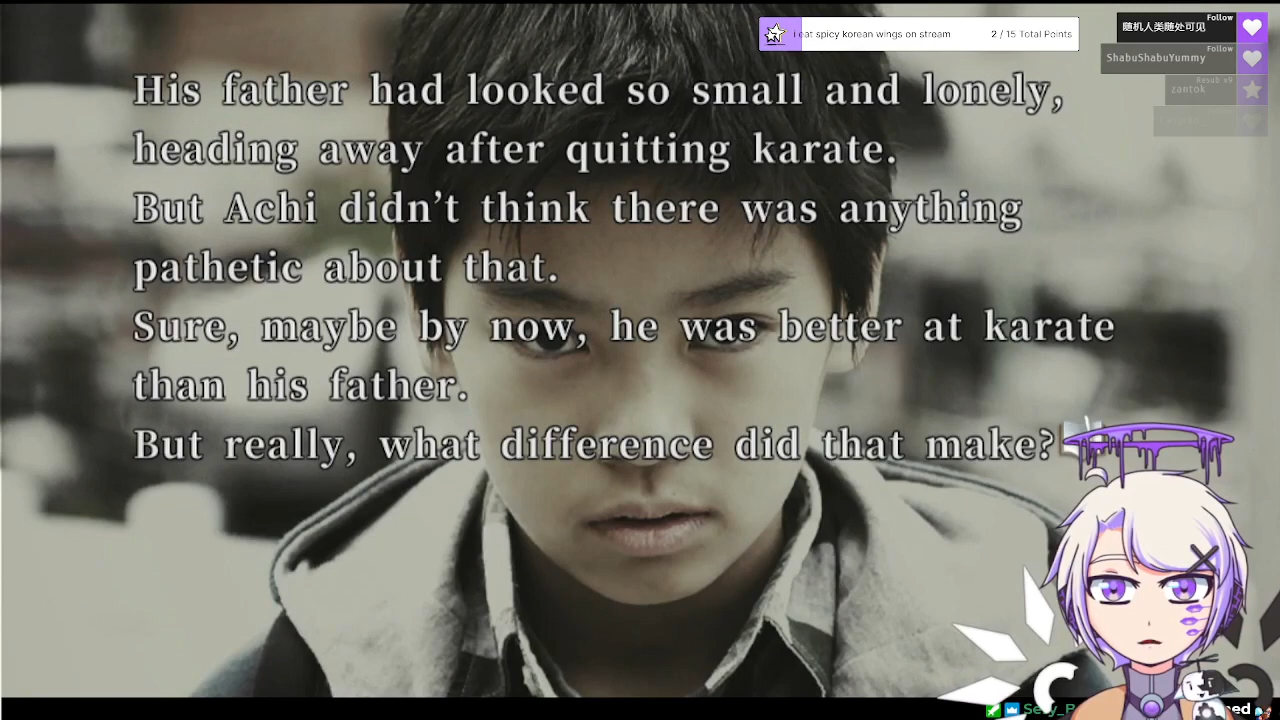 i eat spicy korean wings on stream
2 / 15 Total Points
Follow
随机人类随处可见
Follow
ShabuShabuYummy
Resub x9
zantok
His father had looked so small and lonely,
heading away after quitting karate.
But Achi didn't think there was anything
pathetic about that.
Sure, maybe by now, he was better at karate
than his father.
But really, what difference did that make?